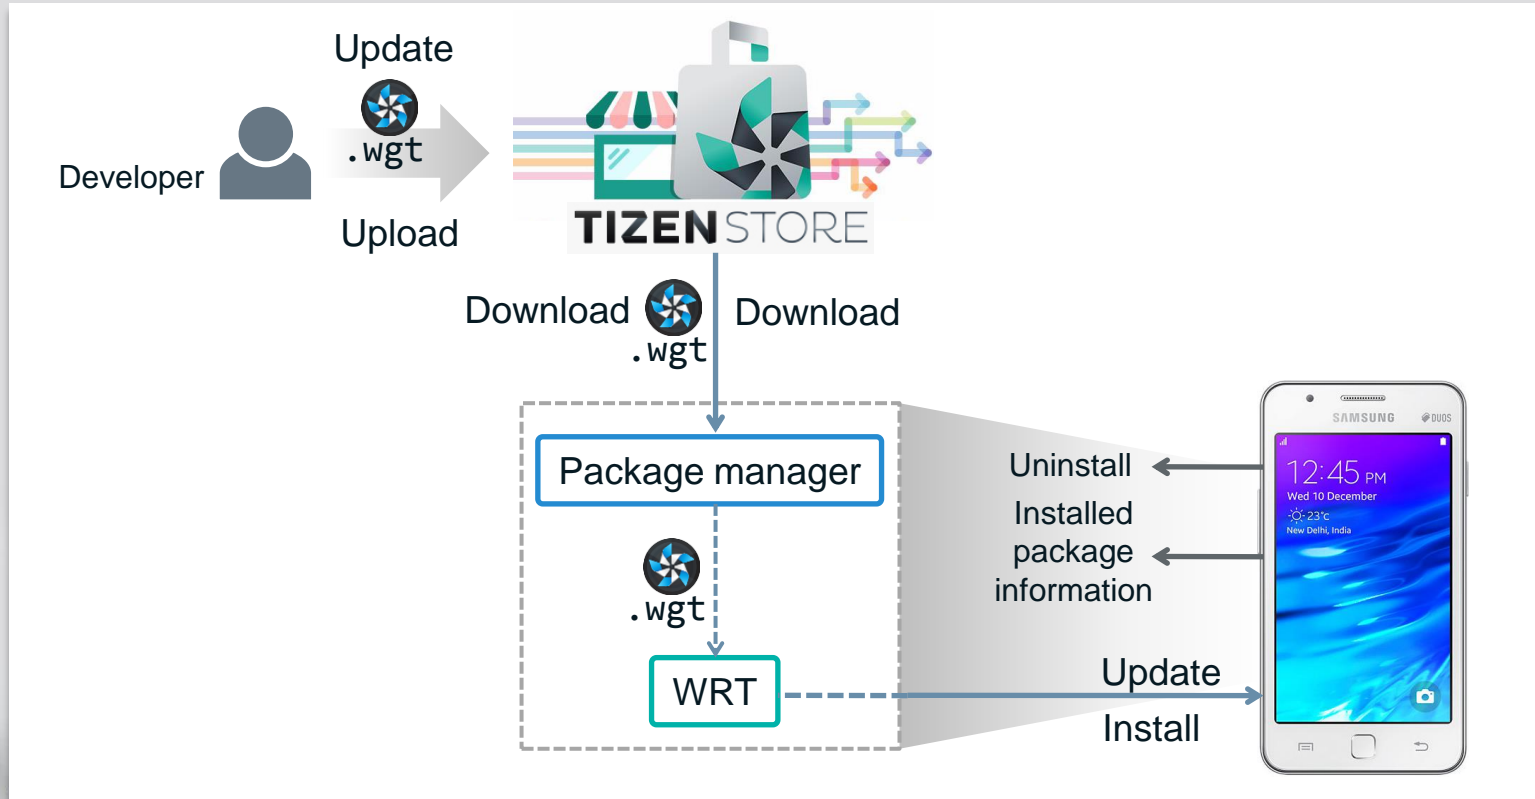 Update
.wgt
Developer
Upload
TIZEN STORE
Download
.wgt
Download
Package manager
.wgt
WRT
Uninstall
Installed
package
information
Update
Install
SAMSUNG
DUOS
12:45 PM
Wed 10 December
23°c
New Delhi, India